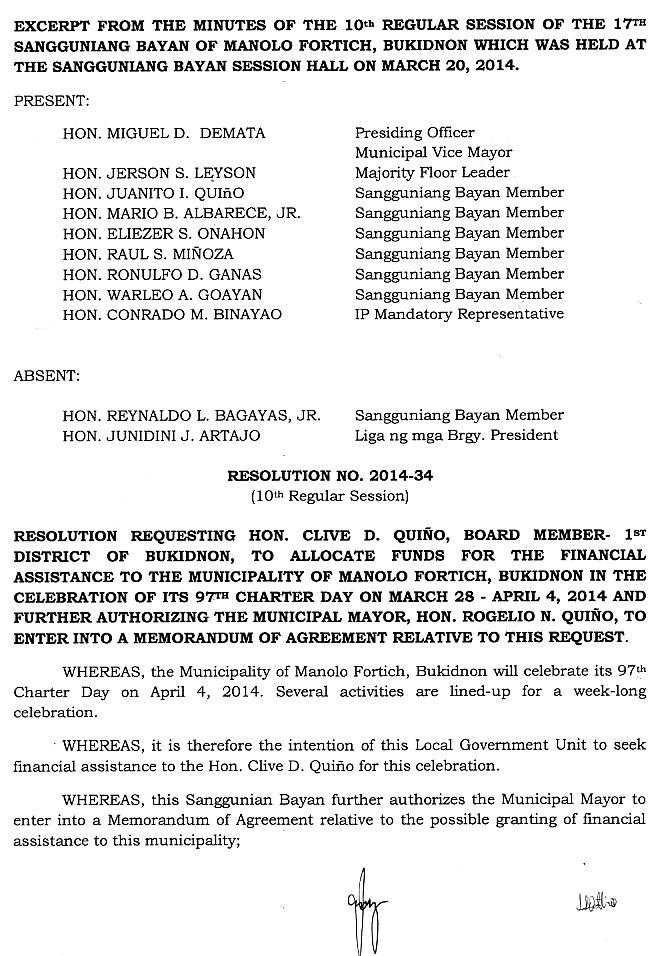 EXCERPT FROM THE MINUTES OF THE 10th REGULAR SESSION OF THE 17TH
SANGGUNIANG BAYAN OF MANOLO FORTICH, BUKIDNON WHICH WAS HELD AT
THE SANGGUNIANG BAYAN SESSION HALL ON MARCH 20, 2014.
PRESENT:
HON. MIGUEL D. DEMATA Presiding Officer
Municipal Vice Mayor
HON. JERSON S. LEYSON Majority Floor Leader
HON. JUANITO I. QUIñO Sangguniang Bayan Member
HON. MARIO B. ALBARECE, JR. Sangguniang Bayan Member
HON. ELIEZER S. ONAHON Sangguniang Bayan Member
HON. RAUL S. MIÑOZA Sangguniang Bayan Member
HON. RONULFO D. GANAS Sangguniang Bayan Member
HON. WARLEO A. GOAYAN Sangguniang Bayan Member
HON. CONRADO M. BINAYAO IP Mandatory Representative
ABSENT:
HON. REYNALDO L. BAGAYAS, JR. Sangguniang Bayan Member
HON. JUNIDINI J. ARTAJO Liga ng mga Brgy. President
RESOLUTION NO. 2014-34
(10th Regular Session)
RESOLUTION REQUESTING HON. CLIVE D. QUIÑO, BOARD MEMBER- 1ST
DISTRICT OF BUKIDNON, TO ALLOCATE FUNDS FOR THE FINANCIAL
ASSISTANCE TO THE MUNICIPALITY OF MANOLO FORTICH, BUKIDNON IN THE
CELEBRATION OF ITS 97TH CHARTER DAY ON MARCH 28 - APRIL 4, 2014 AND
FURTHER AUTHORIZING THE MUNICIPAL MAYOR, HON. ROGELIO N. QUIÑO, TO
ENTER INTO A MEMORANDUM OF AGREEMENT RELATIVE TO THIS REQUEST.
WHEREAS, the Municipality of Manolo Fortich, Bukidnon will celebrate its 97th
Charter Day on April 4, 2014. Several activities are lined-up for a week-long
celebration.
WHEREAS, it is therefore the intention of this Local Government Unit to seek
financial assistance to the Hon. Clive D. Quiño for this celebration.
WHEREAS, this Sanggunian Bayan further authorizes the Municipal Mayor to
enter into a Memorandum of Agreement relative to the possible granting of financial
assistance to this municipality;